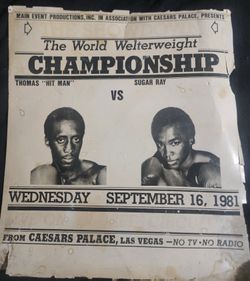 MAIN EVENT PRODUCTIONS, INC. IN ASSOCIATION WITH CAESARS PALACE, PRESENTS
The World Welterweight
CHAMPIONSHIP
THOMAS "HIT MAN" SUGAR RAY
VS
WEDNESDAY SEPTEMBER 16, 1981
FROM CAESARS PALACE, LAS VEGAS — NO TV • NO RADIO